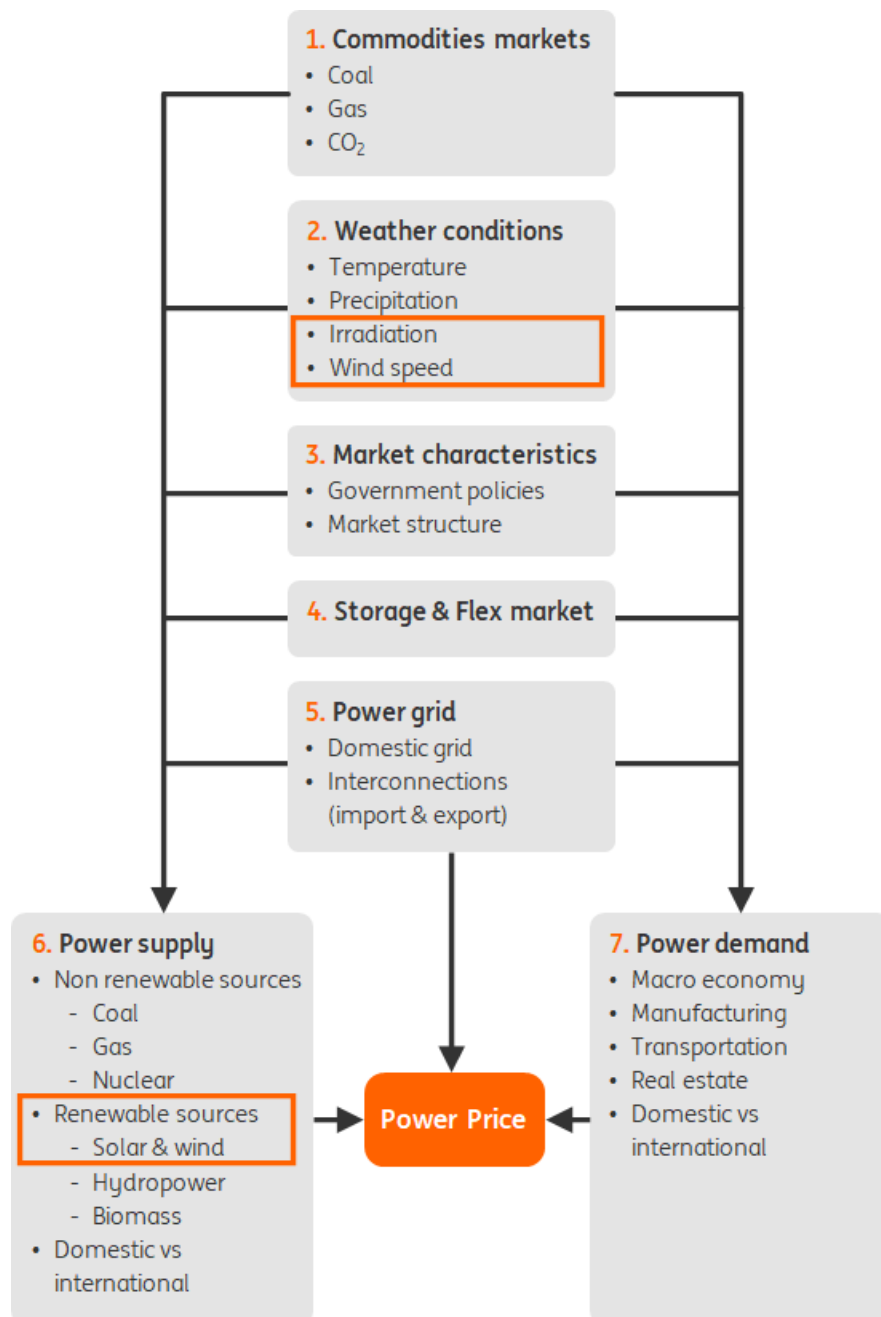 1. Commodities markets
• Coal
• Gas
• CO₂
2. Weather conditions
• Temperature
• Precipitation
• Irradiation
• Wind speed
3. Market characteristics
• Government policies
• Market structure
4. Storage & Flex market
5. Power grid
• Domestic grid
• Interconnections
(import & export)
6. Power supply
• Non renewable sources
- Coal
- Gas
- Nuclear
• Renewable sources
- Solar & wind
- Hydropower
- Biomass
• Domestic vs
international
Power Price
7. Power demand
• Macro economy
• Manufacturing
• Transportation
• Real estate
• Domestic vs
international